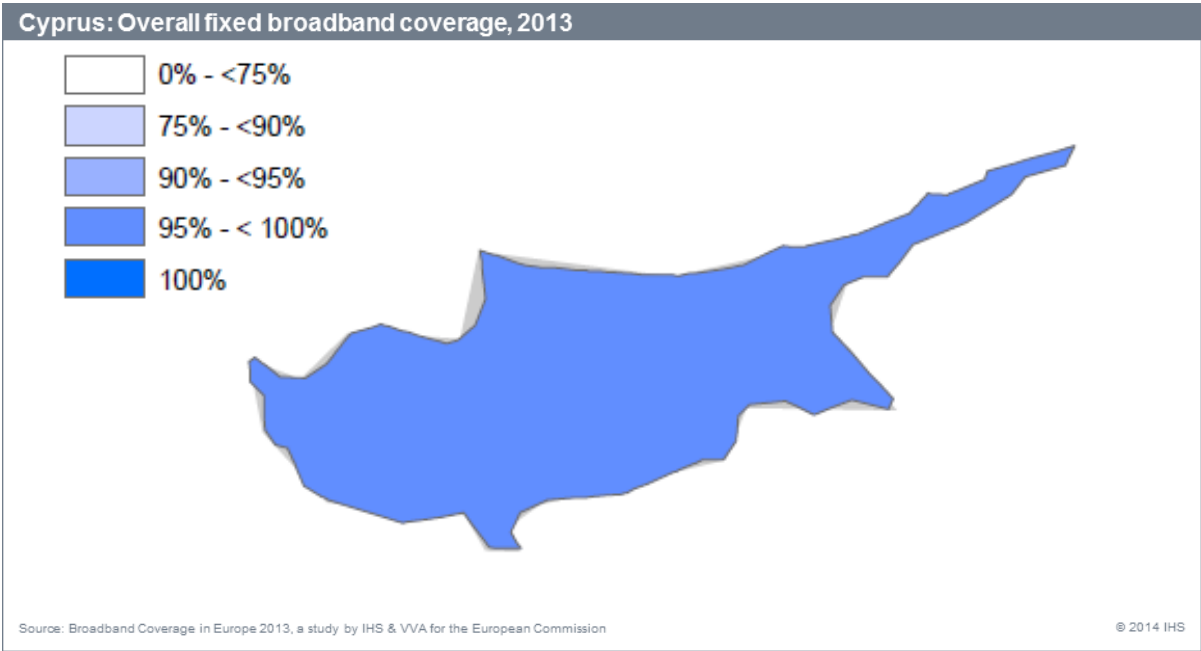 Cyprus: Overall fixed broadband coverage, 2013
0% - <75%
75% - <90%
90% - <95%
95% - < 100%
100%
Source: Broadband Coverage in Europe 2013, a study by IHS & VVA for the European Commission
© 2014 IHS